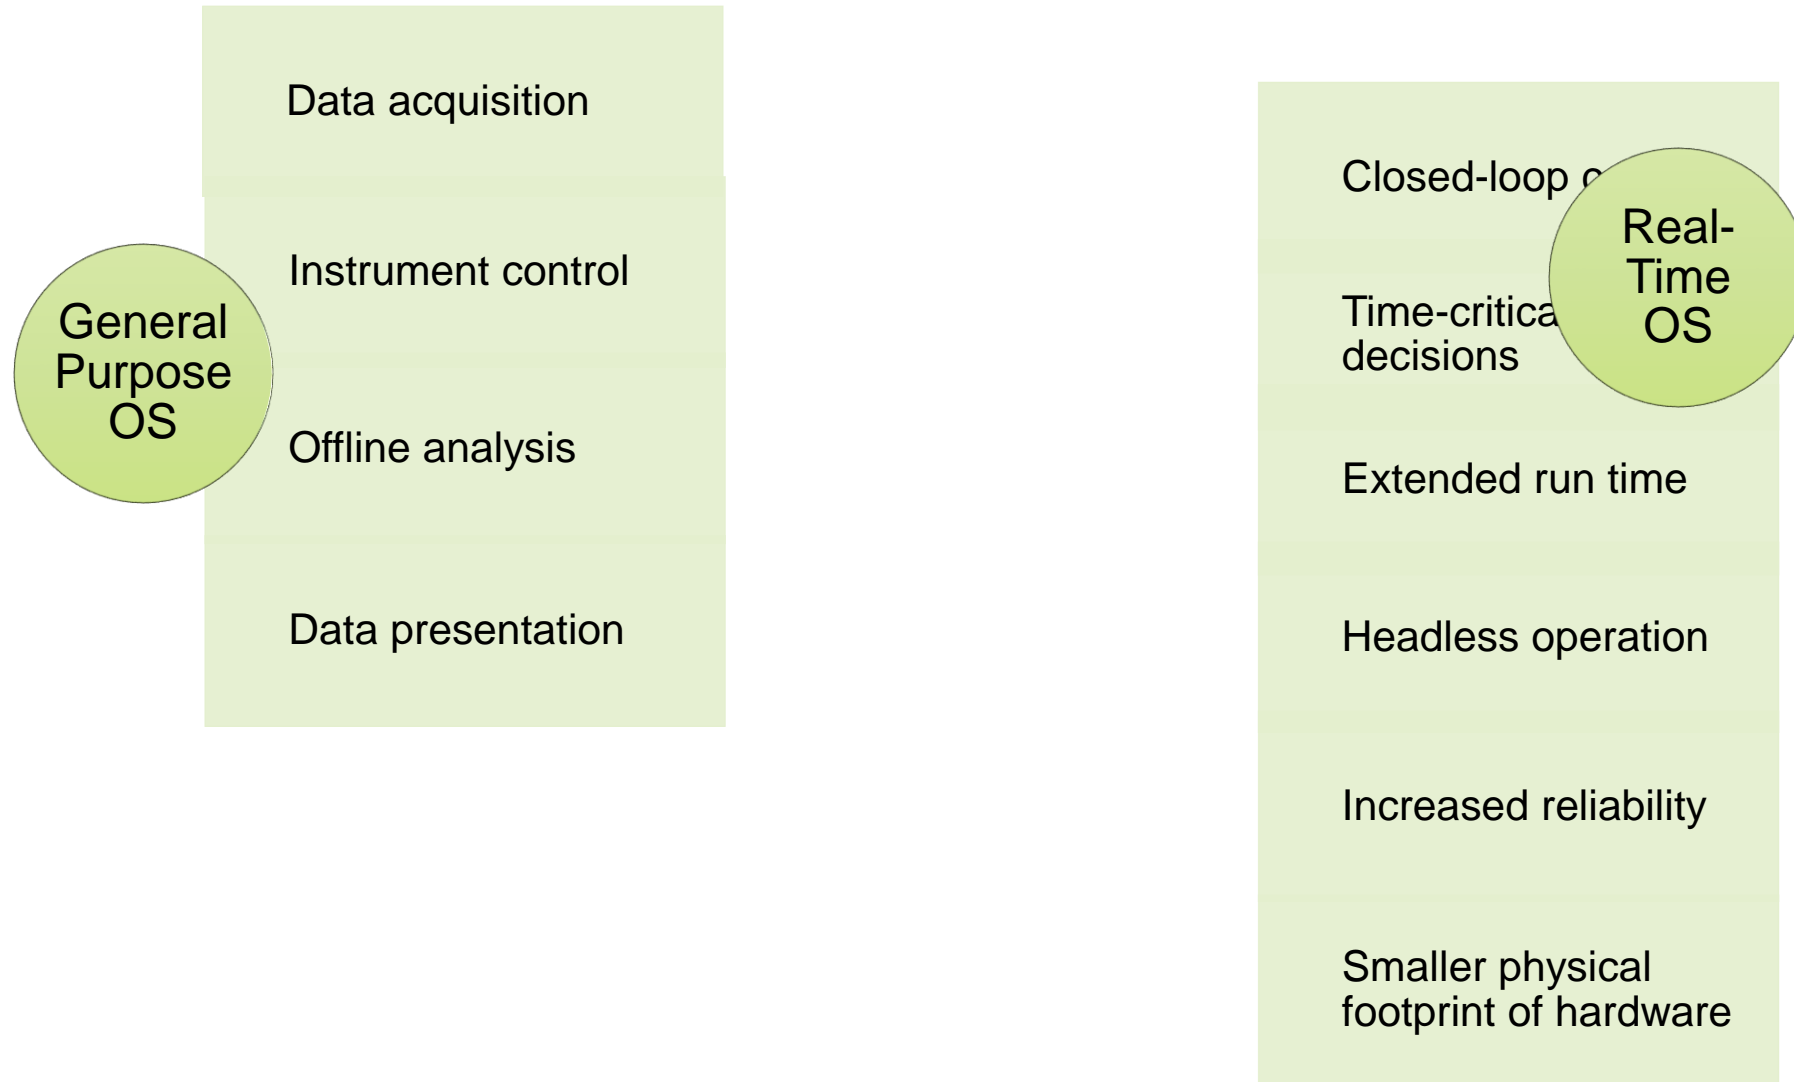 General
Purpose
OS
Data acquisition
Instrument control
Offline analysis
Data presentation
Real-
Time
OS
Closed-loop
Time-critica
decisions
Extended run time
Headless operation
Increased reliability
Smaller physical
footprint of hardware